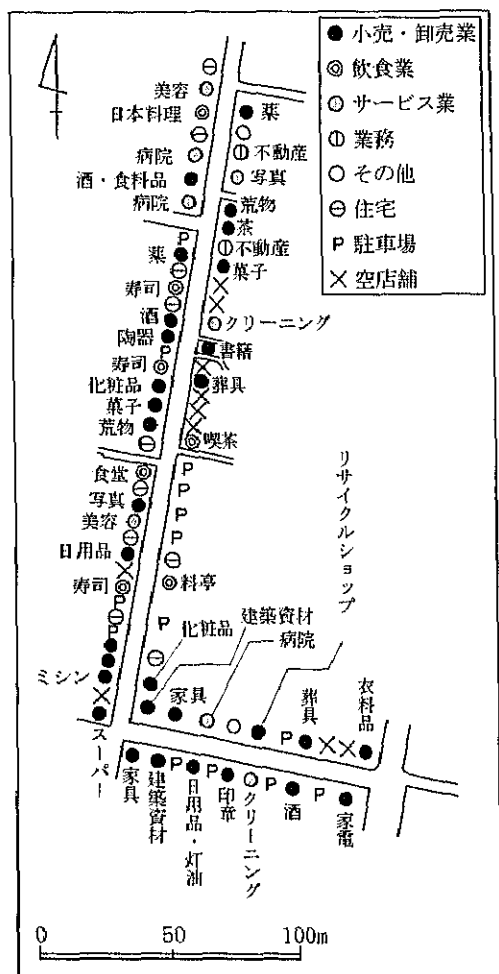 小売・卸売業
飲食業
サービス業
業務
その他
住宅
P 駐車場
空店舗
美容
日本料理
病院
酒・食料品
病院
薬
不動産
写真
荒物
茶
不動産
菓子
クリーニング
書籍
葬具
喫茶
P
薬
寿司
酒
陶器
P
寿司
化粧品
菓子
荒物
食堂
写真
美容
日用品
寿司
P
P
ミシン
スーパー
P
P
P
P
料亭
P
化粧品
建築資材
病院
リサイクルショップ
家具
P
葬具
衣料品
家具
建築資材
P
日用品・灯油
P
印章
クリーニング
P
酒
P
家電
0 50 100m